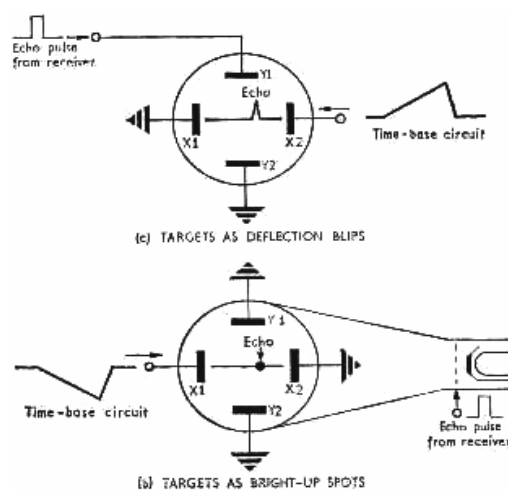 Echo pulse
from receiver
Y1
Echo
X1
X2
Y2
Time-base circuit
(c) TARGETS AS DEFLECTION BLIPS
Y1
Echo
X1
X2
Y2
Time-base circuit
Echo pulse
from receiver
(b) TARGETS AS BRIGHT-UP SPOTS